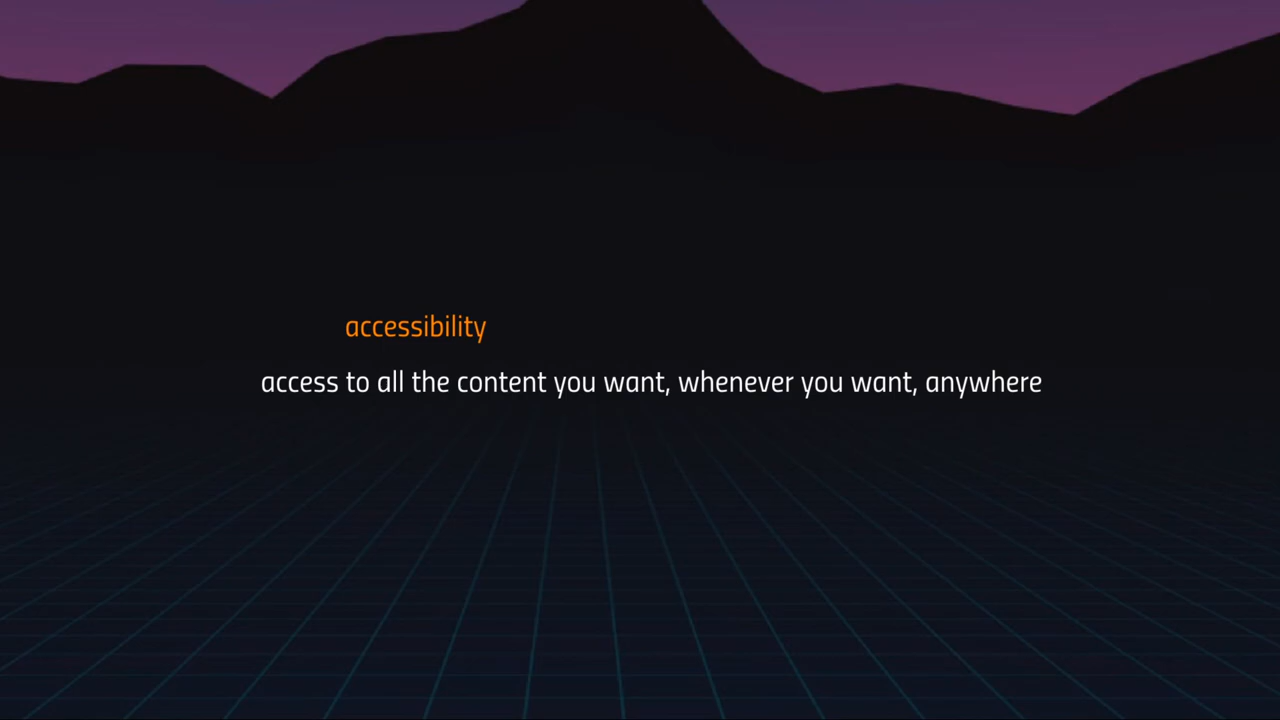 accessibility
access to all the content you want, whenever you want, anywhere